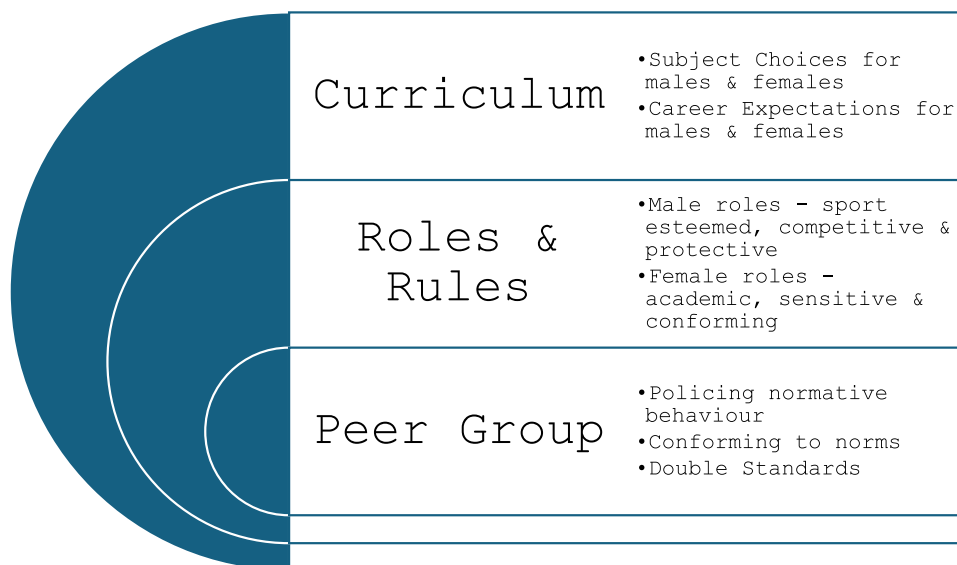 Curriculum
•Subject Choices for
males & females
•Career Expectations for
males & females
Roles &
Rules
•Male roles - sport
esteemed, competitive &
protective
•Female roles -
academic, sensitive &
conforming
Peer Group
•Policing normative
behaviour
•Conforming to norms
•Double Standards